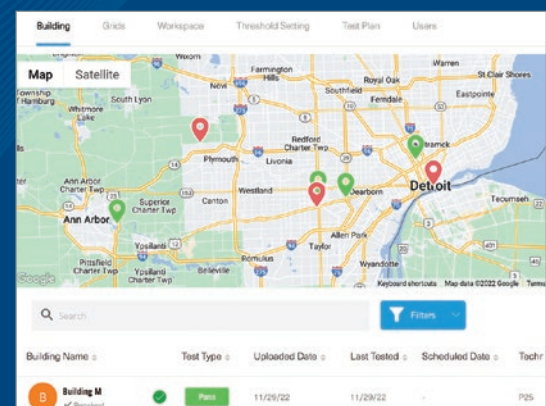 Building Grids Workspace Threshold Setting Test Plan Users
Map Satellite
Wixom
Farmington
Hills
Novi
Warren
St Clair Shores
Royal Oak
Southfield
Ferndale
Eastpointe
Township
f Hamburg
South Lyon
Whitmore
Lake
Redford
Charter Twp
Plymouth
Livonia
Ann Arbor
Charter Twp
Superior
Charter Twp
Canton
Westland
Dearborn
Detroit
Tecumseh
Ann Arbor
Ypsilanti
Allen Park
Taylor
Pittsfield
Charter Twp
Ypsilanti
Charter Twp
Belleville
Romulus
Wyandotte
Google
Keyboard shortcuts Map data ©2022 Google Terms
Search
Filters
Building Name Test Type Uploaded Date Last Tested Scheduled Date Techr
B Building M Pass 11/29/22 11/29/22 - P25